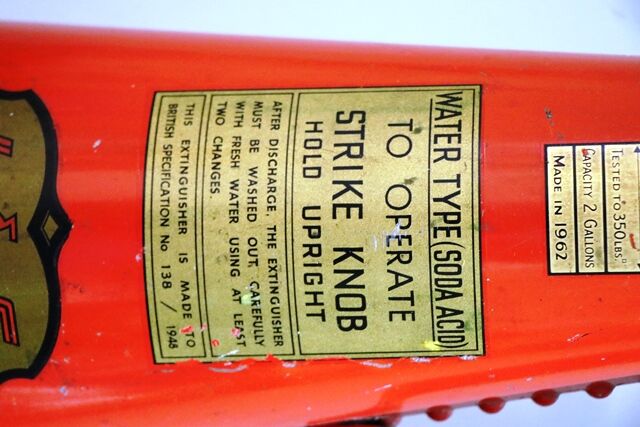 TESTED TO 350LBS.□
CAPACITY 2 GALLONS
MADE IN 1962
WATER TYPE (SODA ACID)
TO OPERATE
STRIKE KNOB
HOLD UPRIGHT
AFTER DISCHARGE, THE EXTINGUISHER
MUST BE WASHED OUT, CAREFULLY
WITH FRESH WATER USING AT LEAST
TWO CHANGES
THIS EXTINGUISHER IS MADE TO
BRITISH SPECIFICATION No 138 / 1948